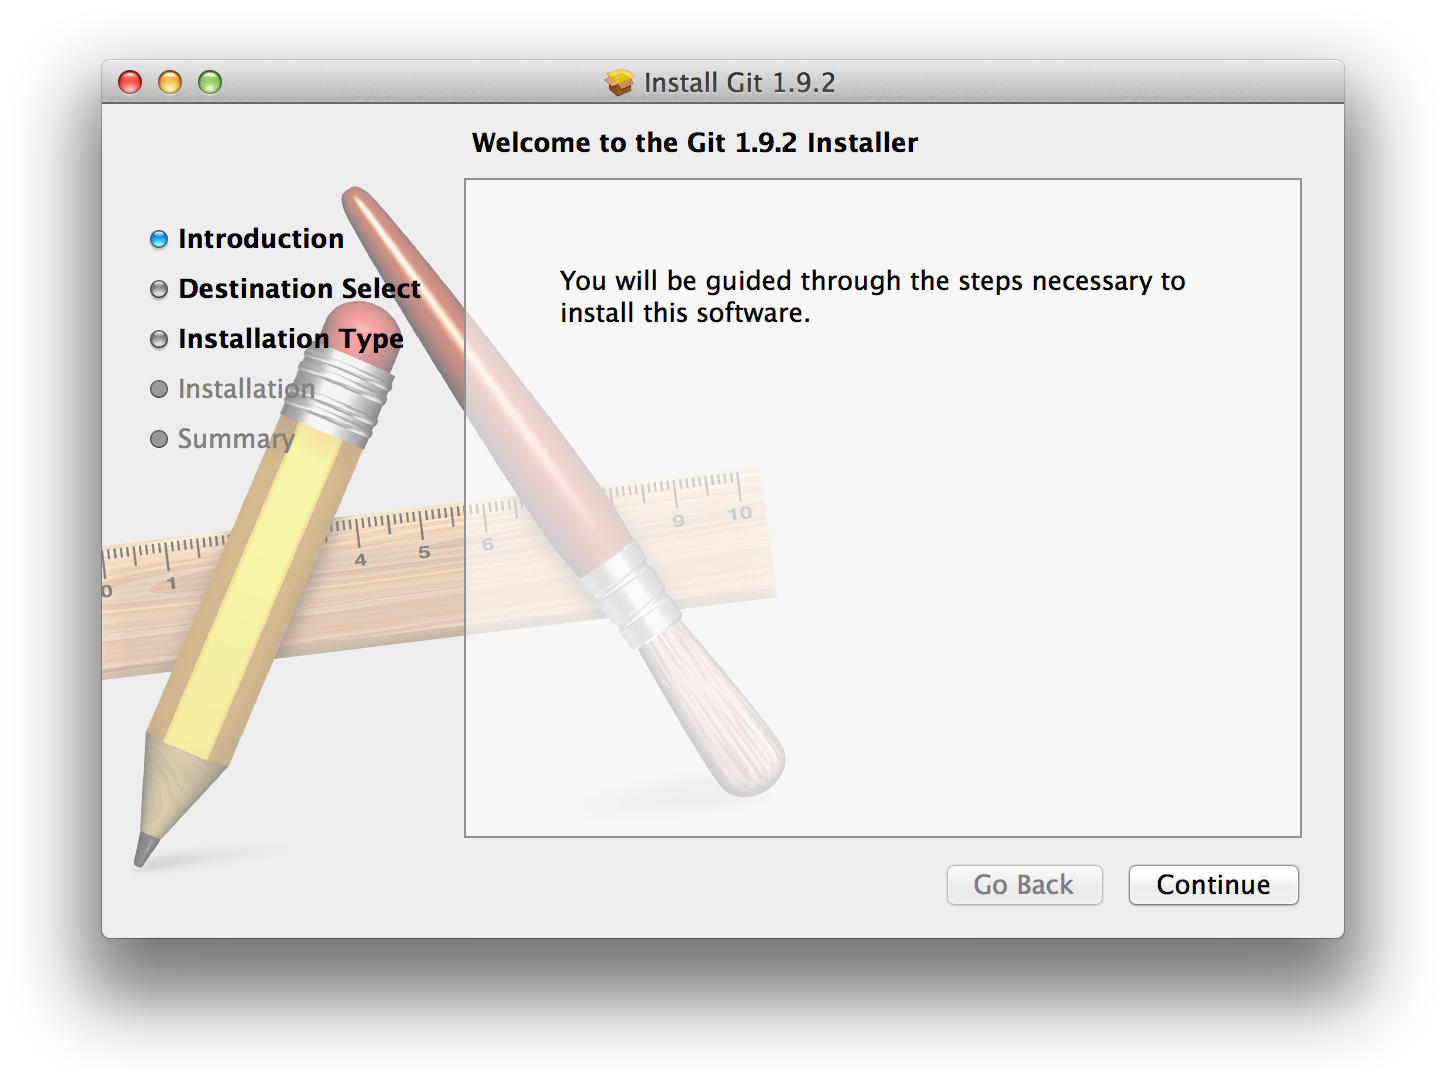 Install Git 1.9.2
Welcome to the Git 1.9.2 Installer
Introduction
Destination Select
Installation Type
Installation
Summary
You will be guided through the steps necessary to
install this software.
0 1 4 5 6 9 10
Go Back
Continue